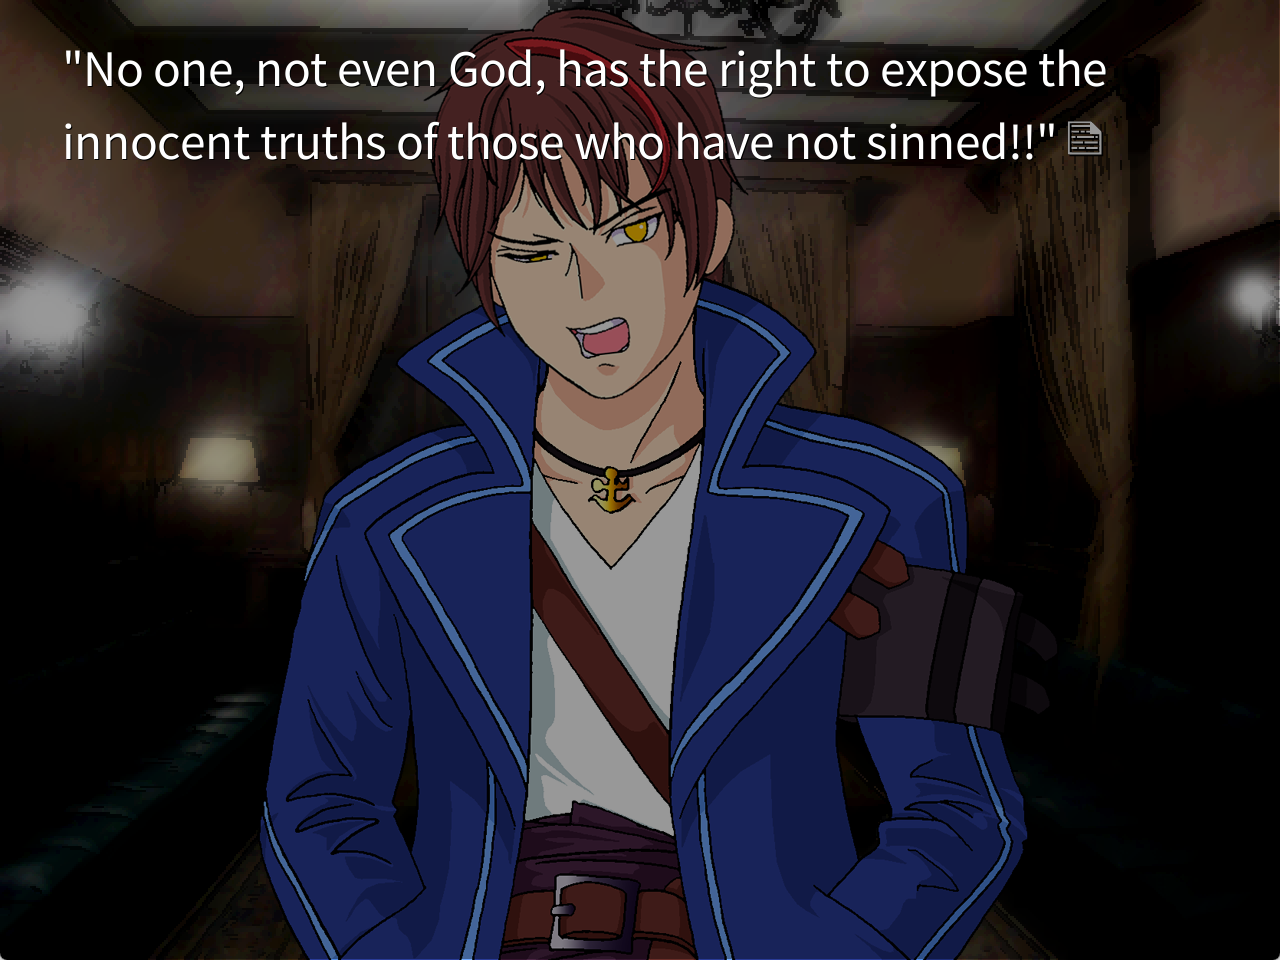 "No one, not even God, has the right to expose the
innocent truths of those who have not sinned!!"